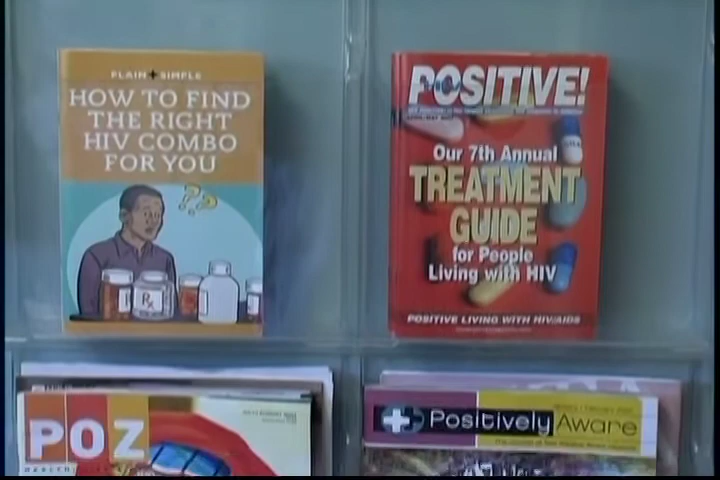 PLAIN + SIMPLE
HOW TO FIND
THE RIGHT
HIV COMBO
FOR YOU
Rx
POSITIVE!
Our 7th Annual
TREATMENT
GUIDE
for People
Living with HIV
POSITIVE LIVING WITH HIV/AIDS
POZ
Positively Aware